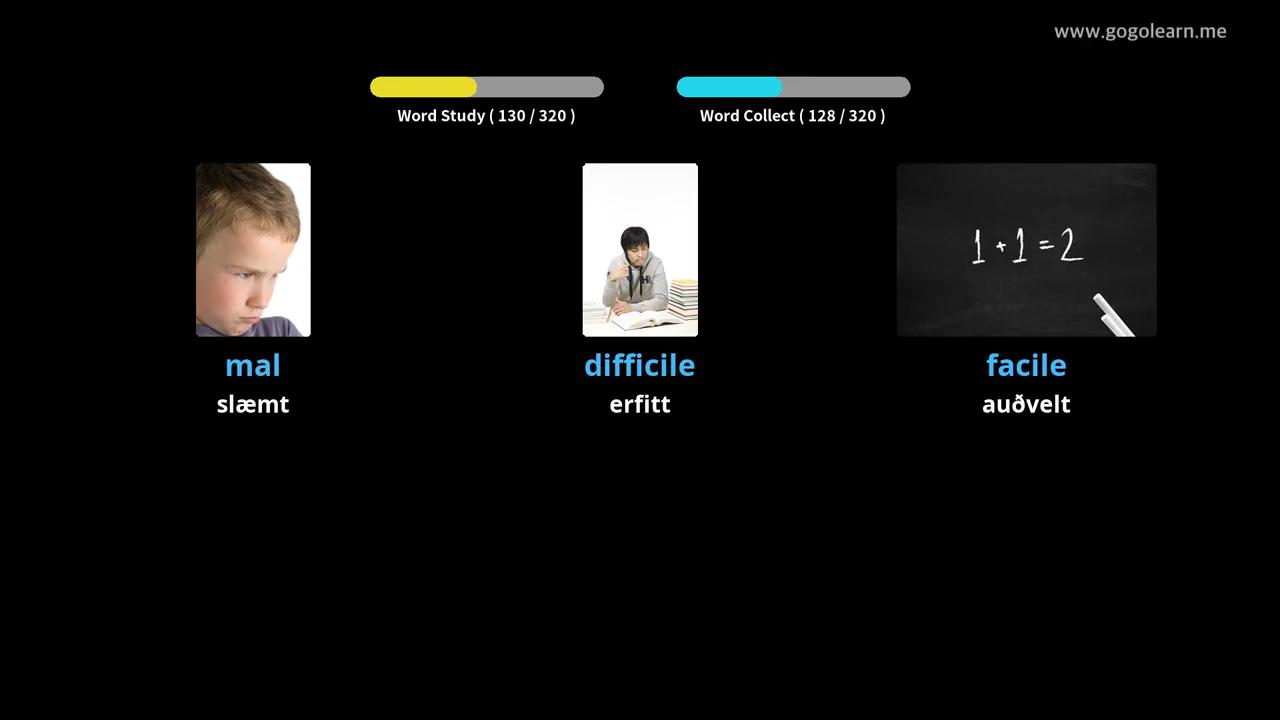 www.gogolearn.me
Word Study ( 130 / 320 )
Word Collect ( 128 / 320 )
1 + 1 = 2
mal
difficile
facile
slæmt
erfitt
auðvelt